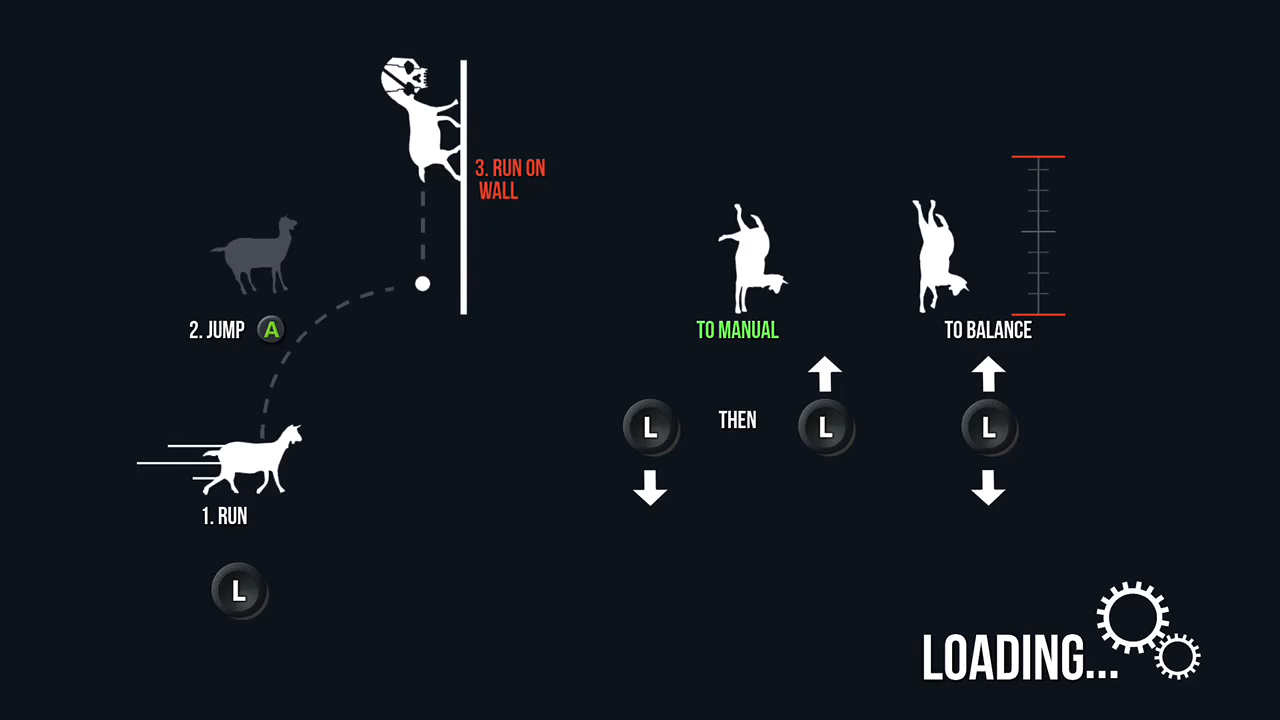 3. RUN ON
WALL
2. JUMP A
1. RUN
L
TO MANUAL
L THEN L
TO BALANCE
L
LOADING...